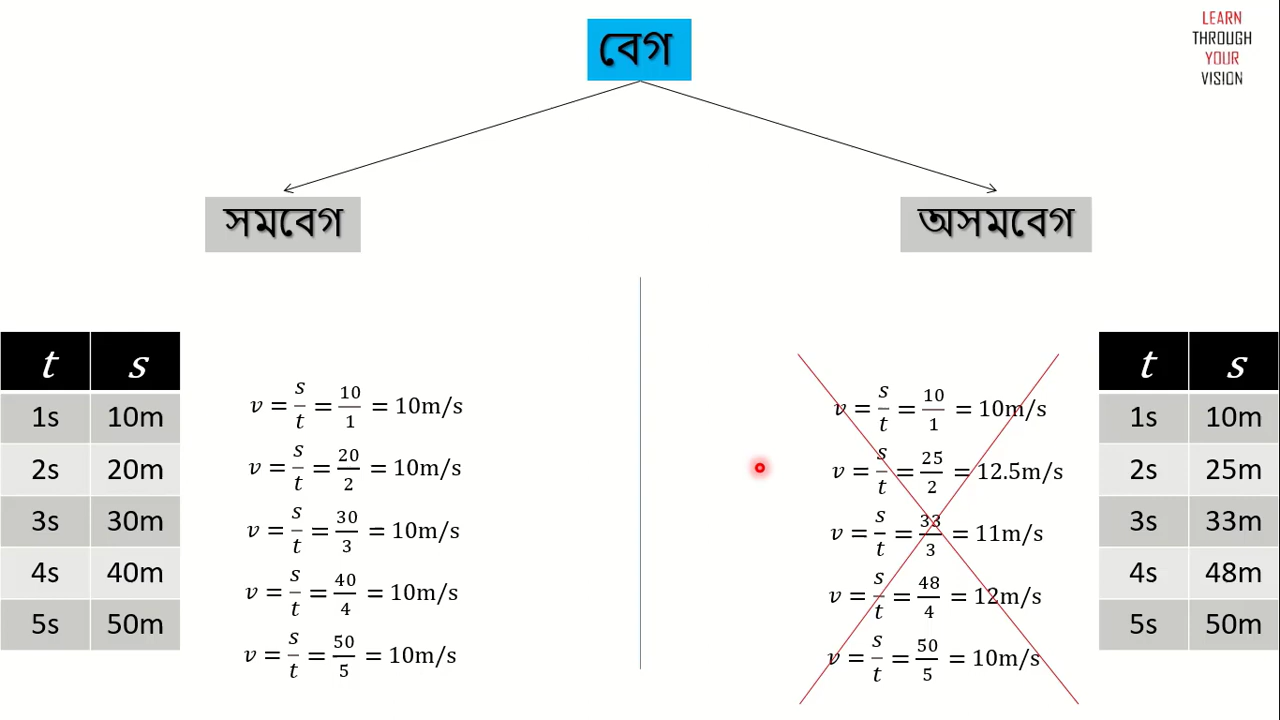 বেগ
LEARN
THROUGH
YOUR
VISION
সমবেগ
অসমবেগ
t s
1s 10m
2s 20m
3s 30m
4s 40m
5s 50m
v = s/t = 10/1 = 10m/s
v = s/t = 20/2 = 10m/s
v = s/t = 30/3 = 10m/s
v = s/t = 40/4 = 10m/s
v = s/t = 50/5 = 10m/s
v = s/t = 10/1 = 10m/s
v = s/t = 25/2 = 12.5m/s
v = s/t = 33/3 = 11m/s
v = s/t = 48/4 = 12m/s
v = s/t = 50/5 = 10m/s
t s
1s 10m
2s 25m
3s 33m
4s 48m
5s 50m